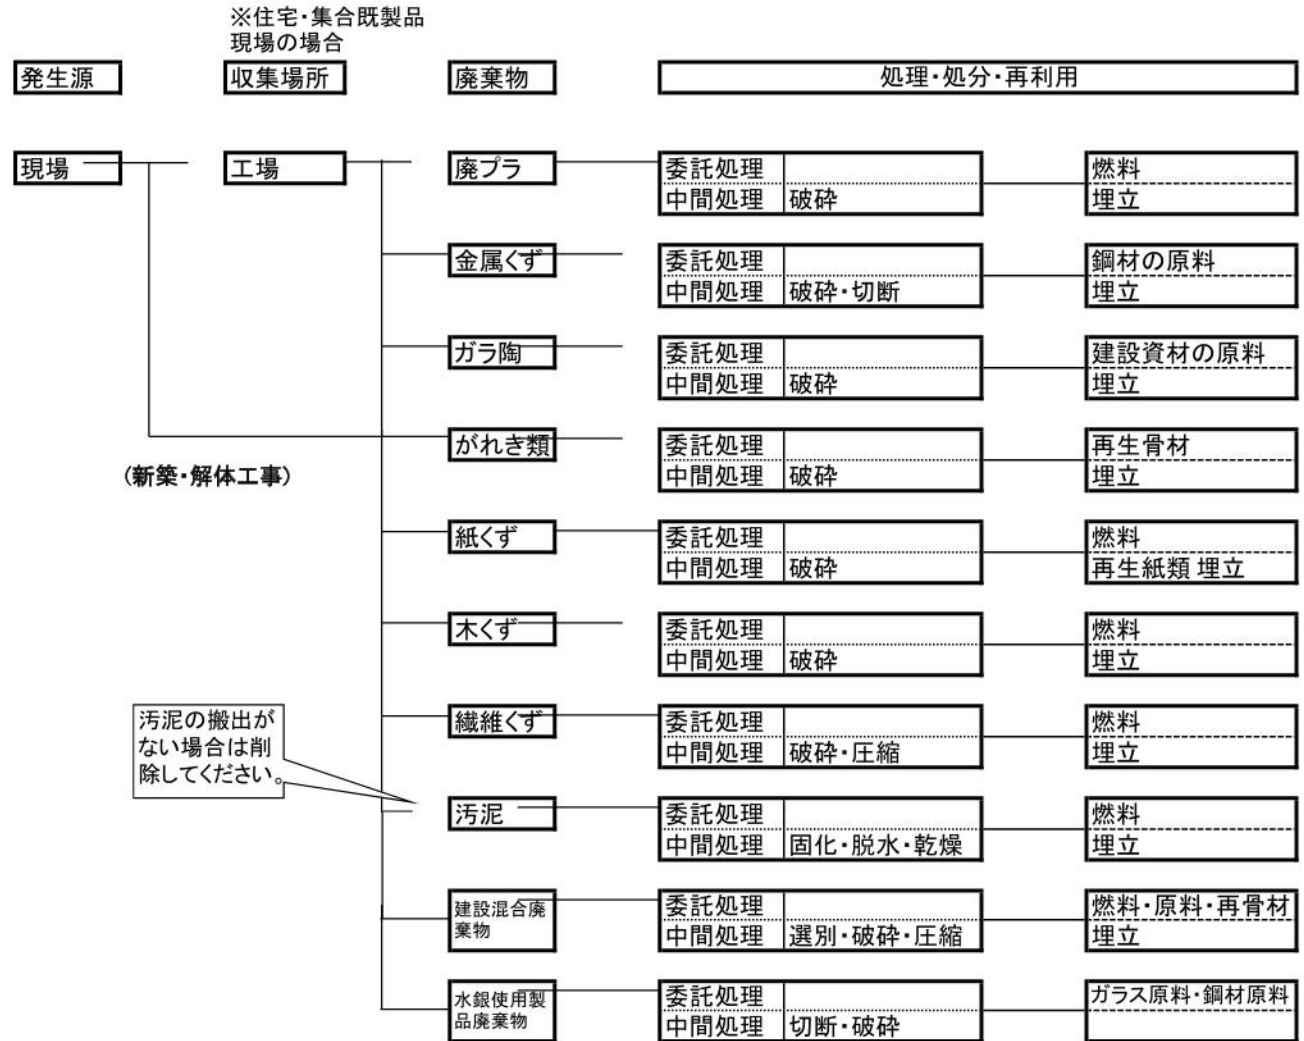 ※住宅・集合既製品
現場の場合
発生源 収集場所 廃棄物 処理・処分・再利用
現場 工場 廃プラ 委託処理 燃料
中間処理 破砕 埋立
金属くず 委託処理 鋼材の原料
中間処理 破砕・切断 埋立
ガラ陶 委託処理 建設資材の原料
中間処理 破砕 埋立
がれき類 委託処理 再生骨材
(新築・解体工事) 中間処理 破砕 埋立
紙くず 委託処理 燃料
中間処理 破砕 再生紙類 埋立
木くず 委託処理 燃料
中間処理 破砕 埋立
汚泥の搬出が
ない場合は削
除してください。
繊維くず 委託処理 燃料
中間処理 破砕・圧縮 埋立
汚泥 委託処理 燃料
中間処理 固化・脱水・乾燥 埋立
建設混合廃
棄物
委託処理 燃料・原料・再骨材
中間処理 選別・破砕・圧縮 埋立
水銀使用製
品廃棄物
委託処理 ガラス原料・鋼材原料
中間処理 切断・破砕